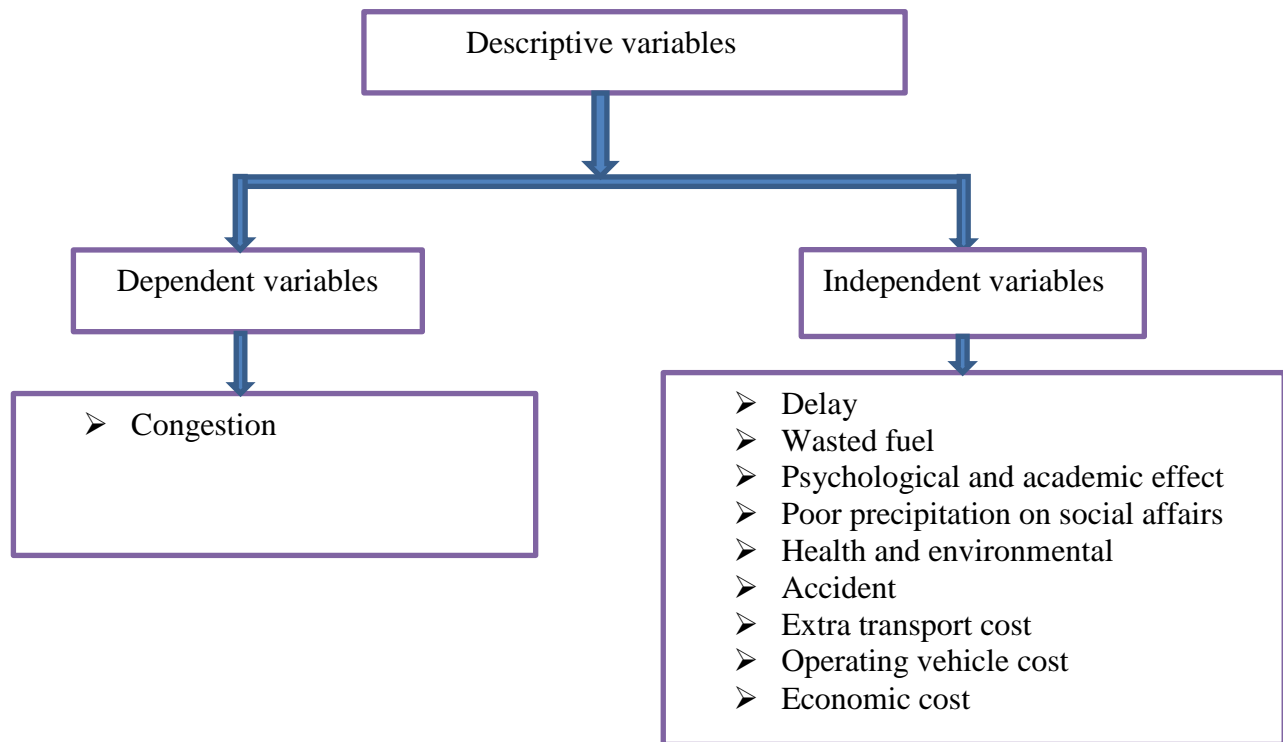 Descriptive variables
Dependent variables
Independent variables
➢ Congestion
➢ Delay
➢ Wasted fuel
➢ Psychological and academic effect
➢ Poor precipitation on social affairs
➢ Health and environmental
➢ Accident
➢ Extra transport cost
➢ Operating vehicle cost
➢ Economic cost